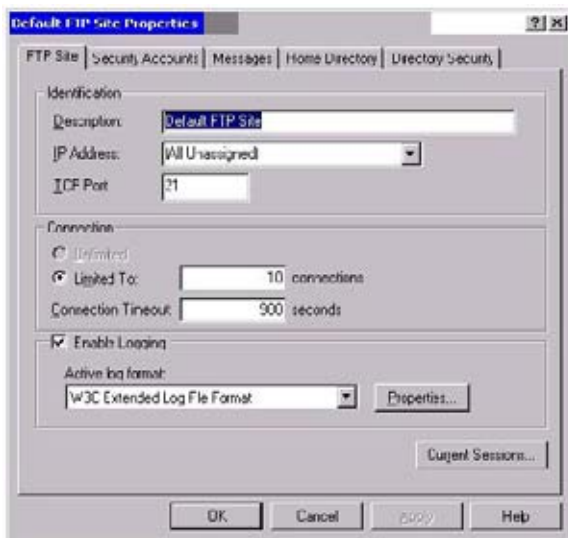 Default FTP Site Properties
? X
FTP Site Security Accounts Messages Home Directory Directory Security
Identification
Description: Default FTP Site
IP Address: (All Unassigned)
TCP Port: 21
Connection
Unlimited
Limited To: 10 connections
Connection Timeout: 900 seconds
Enable Logging
Active log format:
W3C Extended Log File Format Properties...
Current Sessions...
OK Cancel Apply Help